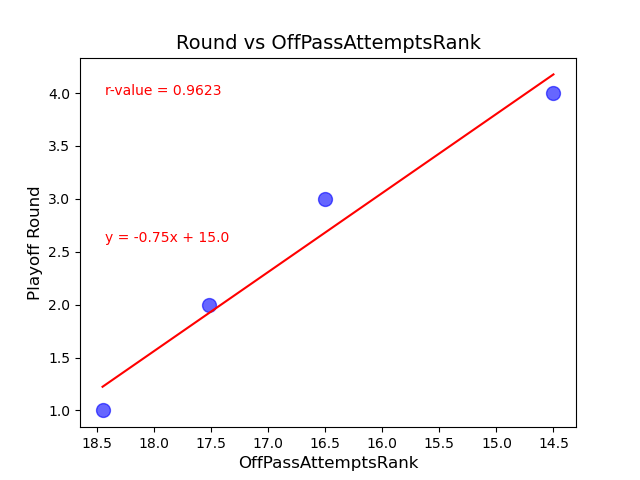 Round vs OffPassAttemptsRank
r-value = 0.9623
y = -0.75x + 15.0
Playoff Round
4.0
3.5
3.0
2.5
2.0
1.5
1.0
18.5 18.0 17.5 17.0 16.5 16.0 15.5 15.0 14.5
OffPassAttemptsRank